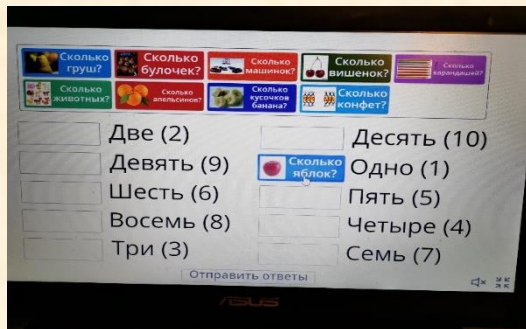 Сколько груш?
Сколько булочек?
Сколько машинок?
Сколько вишенок?
Сколько карандашей?
Сколько животных?
Сколько апельсинов?
Сколько кусочков банана?
Сколько конфет?
Две (2)
Девять (9)
Шесть (6)
Восемь (8)
Три (3)
Десять (10)
Сколько яблок?
Одно (1)
Пять (5)
Четыре (4)
Семь (7)
Отправить ответы
ASUS